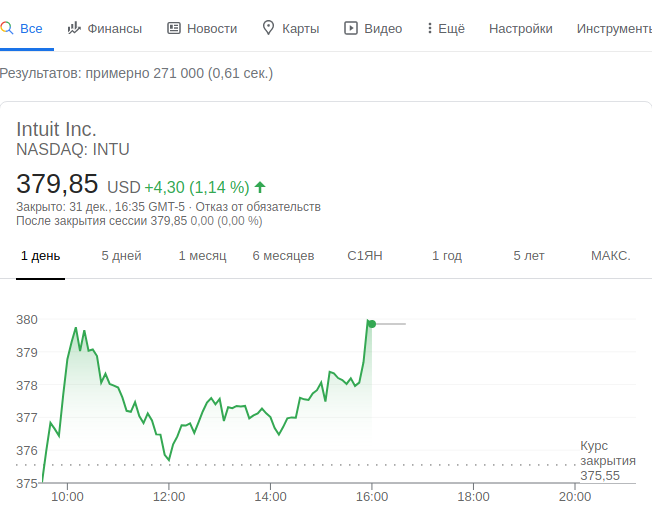 Все Финансы Новости Карты Видео Ещё Настройки Инструменты
Результатов: примерно 271 000 (0,61 сек.)
Intuit Inc.
NASDAQ: INTU
379,85 USD +4,30 (1,14 %)
Закрыто: 31 дек., 16:35 GMT-5 · Отказ от обязательств
После закрытия сессии 379,85 0,00 (0,00 %)
1 день 5 дней 1 месяц 6 месяцев С1ЯН 1 год 5 лет МАКС.
380
379
378
377
376
375
Курс
закрытия
375,55
10:00 12:00 14:00 16:00 18:00 20:00